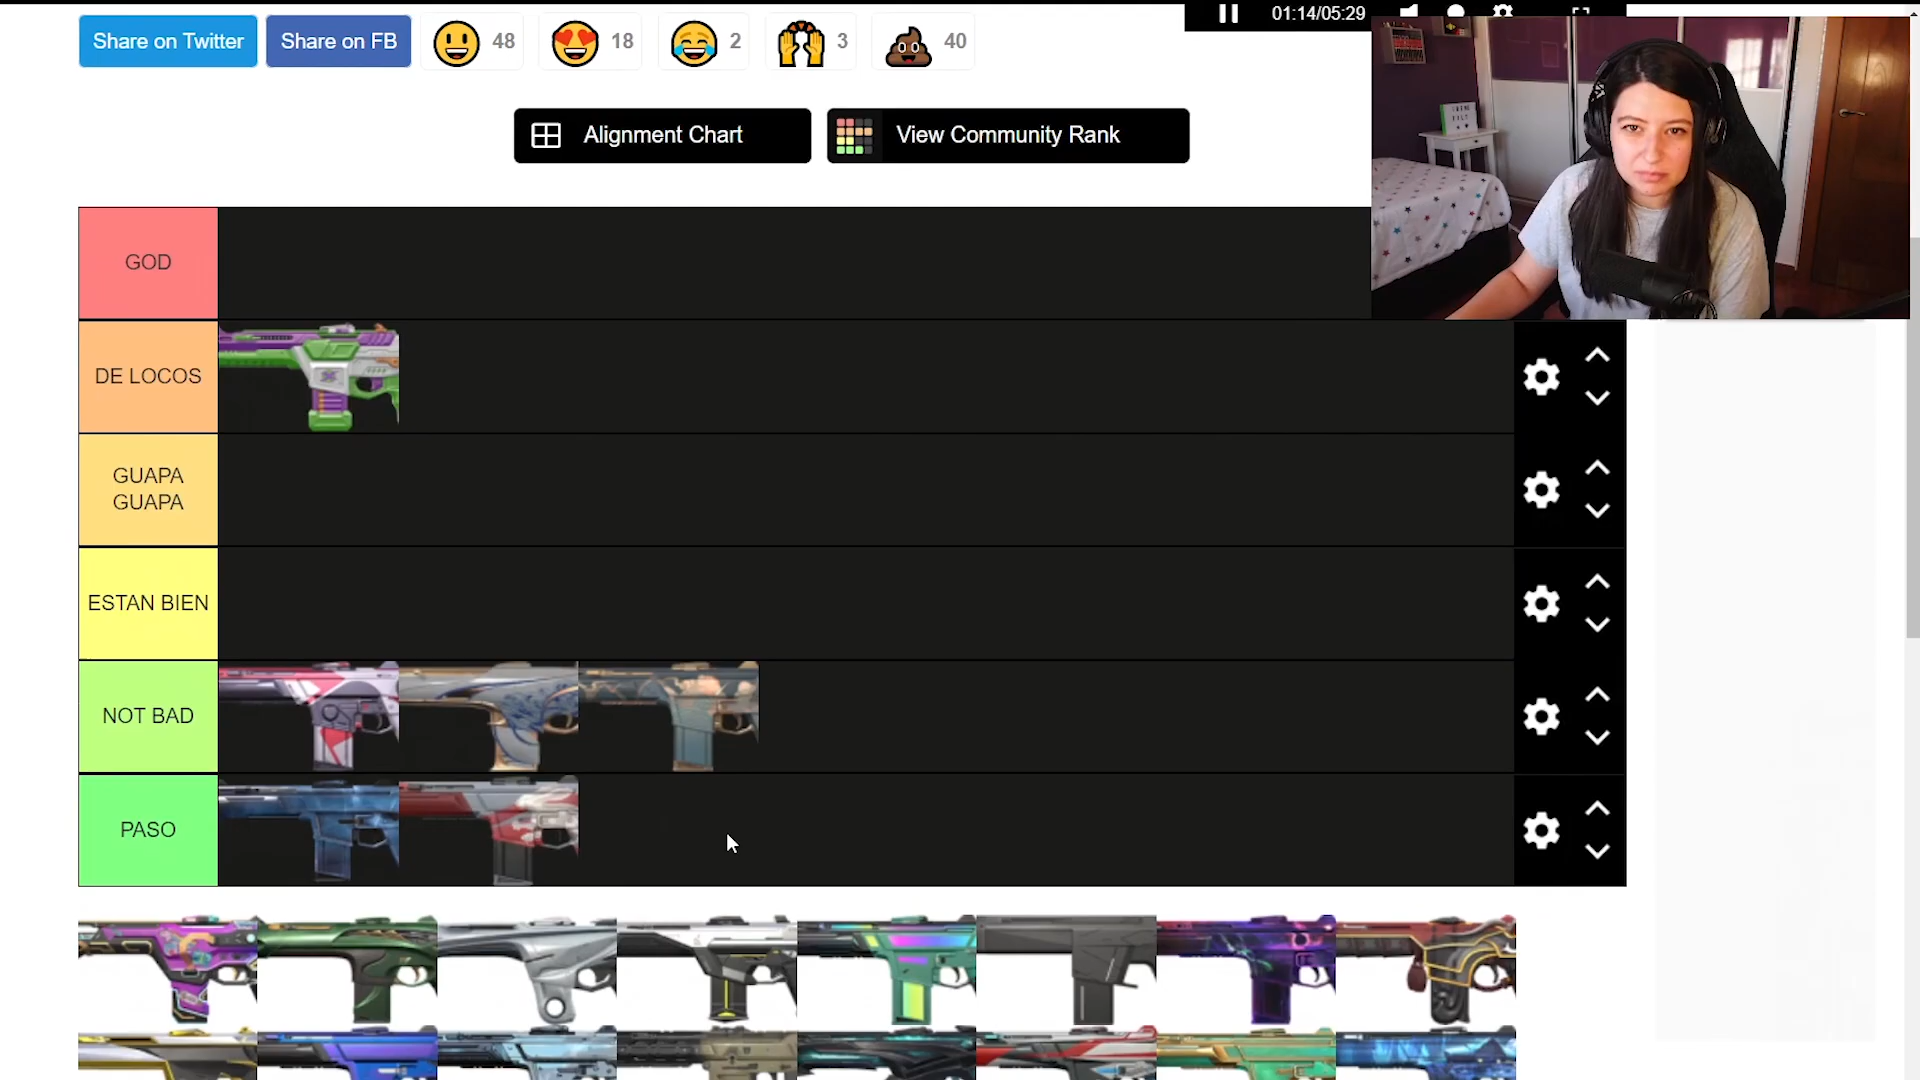 Share on Twitter
Share on FB
48
18
2
3
40
01:14/05:29
Alignment Chart
View Community Rank
GOD
DE LOCOS
GUAPA
GUAPA
ESTAN BIEN
NOT BAD
PASO